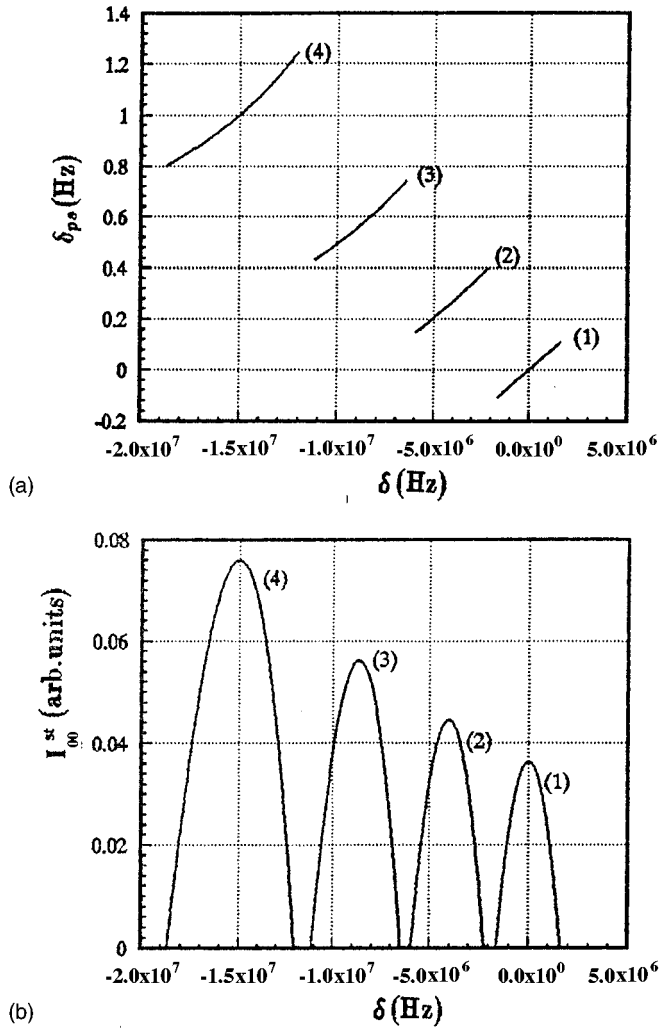 1.4
1.2
1
0.8
0.6
0.4
0.2
0
-0.2
δps (Hz)
(4)
(3)
(2)
(1)
-2.0x10⁷ -1.5x10⁷ -1.0x10⁷ -5.0x10⁶ 0.0x10⁰ 5.0x10⁶
(a)
δ (Hz)
0.08
0.06
0.04
0.02
0
I₀₀ˢᵗ (arb.units)
(4)
(3)
(2)
(1)
-2.0x10⁷ -1.5x10⁷ -1.0x10⁷ -5.0x10⁶ 0.0x10⁰ 5.0x10⁶
(b)
δ (Hz)